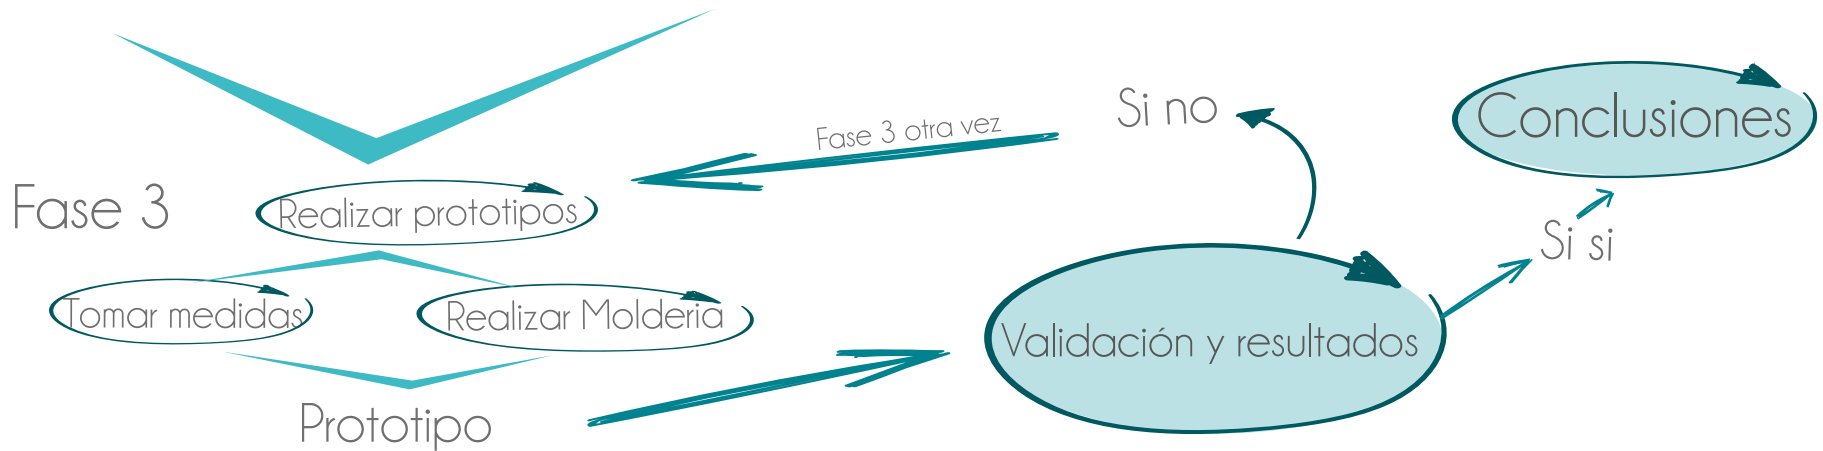 Fase 3
Realizar prototipos
Tomar medidas
Realizar Molderia
Prototipo
Fase 3 otra vez
Si no
Validación y resultados
Si si
Conclusiones